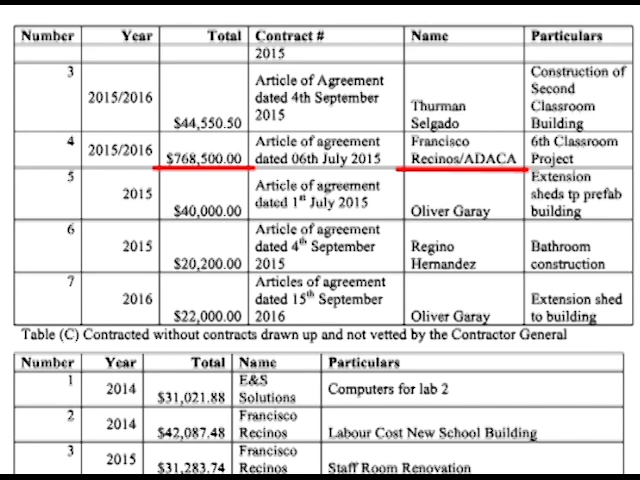 Number Year Total Contract # Name Particulars
2015
3 2015/2016 $44,550.50 Article of Agreement dated 4th September 2015 Thurman Selgado Construction of Second Classroom Building
4 2015/2016 $768,500.00 Article of agreement dated 06th July 2015 Francisco Recinos/ADACA 6th Classroom Project
5 2015 $40,000.00 Article of agreement dated 1st July 2015 Oliver Garay Extension sheds tp prefab building
6 2015 $20,200.00 Article of agreement dated 4th September 2015 Regino Hernandez Bathroom construction
7 2016 $22,000.00 Articles of agreement dated 15th September 2016 Oliver Garay Extension shed to building
Table (C) Contracted without contracts drawn up and not vetted by the Contractor General
Number Year Total Name Particulars
1 2014 $31,021.88 E&S Solutions Computers for lab 2
2 2014 $42,087.48 Francisco Recinos Labour Cost New School Building
3 2015 $31,283.74 Francisco Recinos Staff Room Renovation